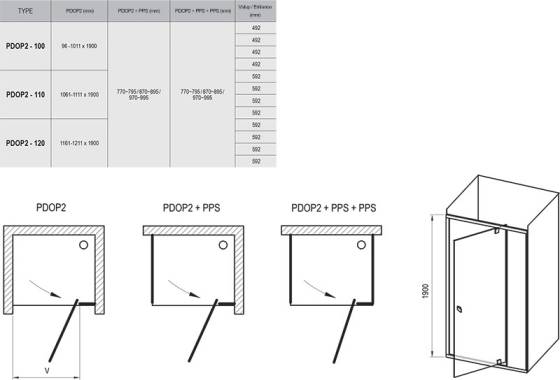 TYPE PDOP2 (mm) PDOP2 + PPS (mm) PDOP2 + PPS + PPS (mm) Vstup / Entrance
(mm)
492
PDOP2 - 100 96 -1011 x 1900 492
492
492
592
PDOP2 - 110 1061-1111 x 1900 770~795/870~895/
970~995 770~795/870~895/
970~995 592
592
592
592
PDOP2 - 120 1161-1211 x 1900 592
592
592
PDOP2
PDOP2 + PPS
PDOP2 + PPS + PPS
V
1900